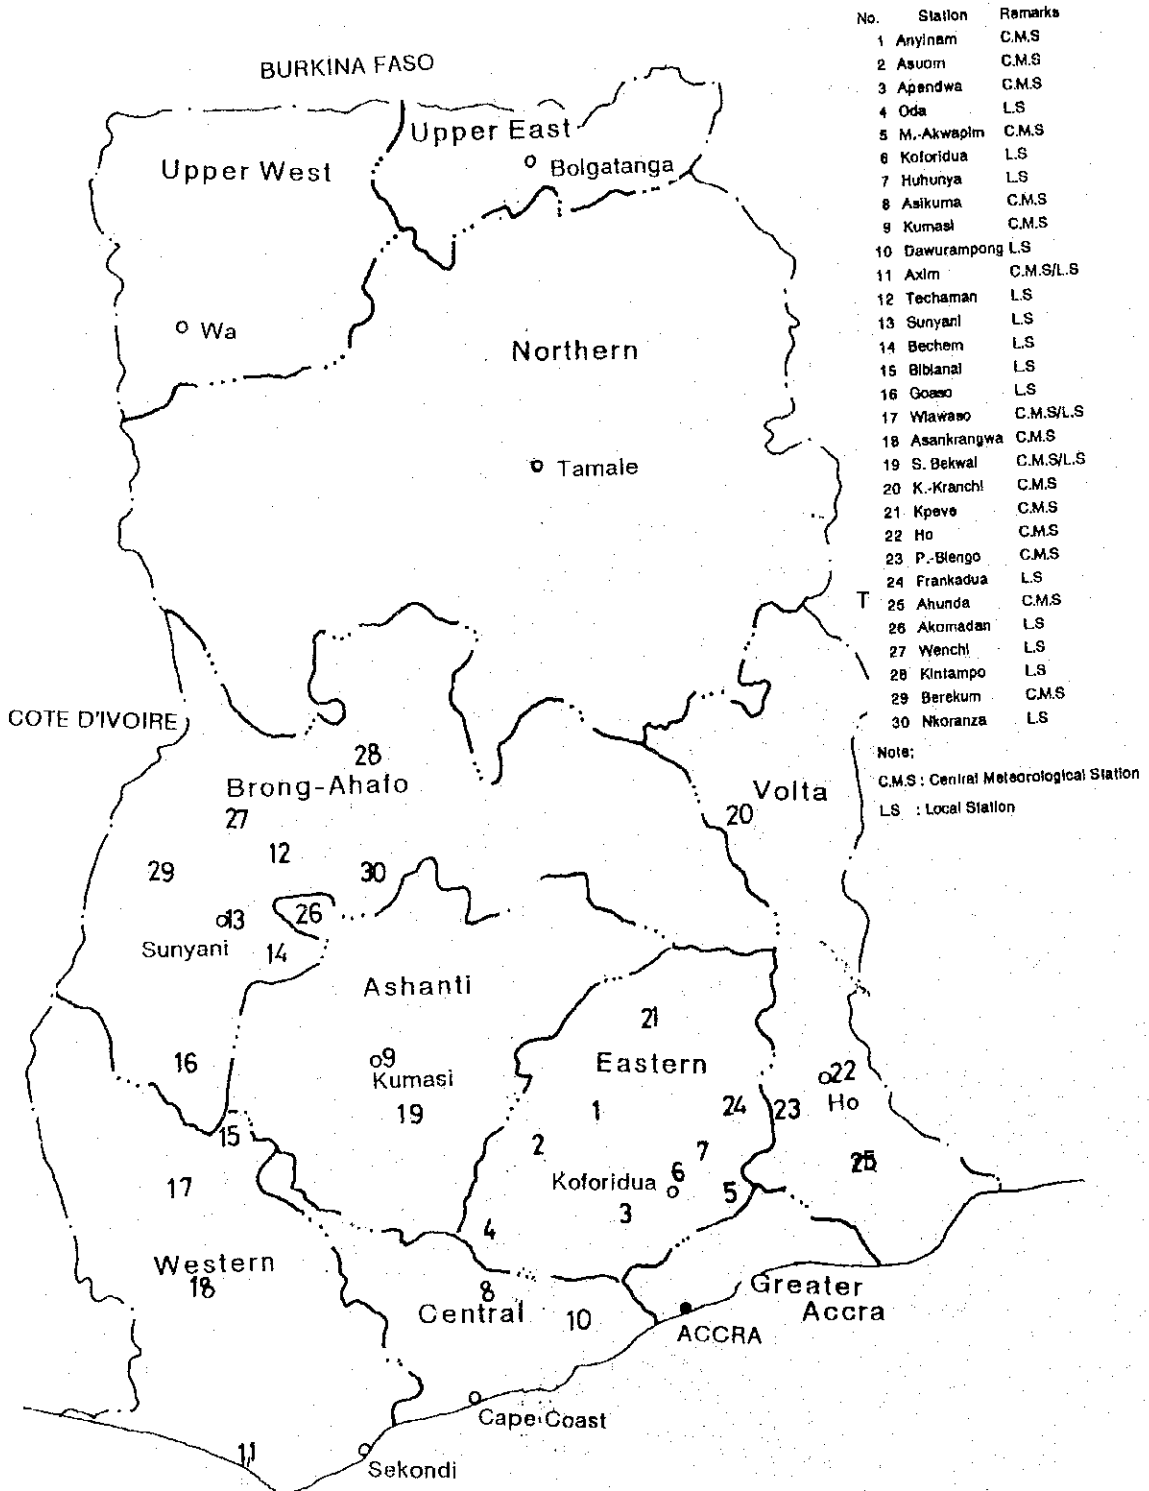 No. Station Remarks
1 Anyinam C.M.S
2 Asuom C.M.S
3 Apendwa C.M.S
4 Oda L.S
5 M.-Akwapim C.M.S
6 Koforidua L.S
7 Huhunya L.S
8 Asikuma C.M.S
9 Kumasi C.M.S
10 Dawurampong L.S
11 Axim C.M.S/L.S
12 Techaman L.S
13 Sunyani L.S
14 Bechem L.S
15 Bibianai L.S
16 Goaso L.S
17 Wiawaso C.M.S/L.S
18 Asankrangwa C.M.S
19 S. Bekwai C.M.S/L.S
20 K.-Kranchi C.M.S
21 Kpeve C.M.S
22 Ho C.M.S
23 P.-Blengo C.M.S
24 Frankadua L.S
25 Ahunda C.M.S
26 Akomadan L.S
27 Wenchi L.S
28 Kintampo L.S
29 Berekum C.M.S
30 Nkoranza L.S
Note;
C.M.S : Central Meteorological Station
L.S : Local Station
BURKINA FASO
Upper East
Upper West
Bolgatanga
Wa
Northern
Tamale
T
COTE D'IVOIRE
28
Brong-Ahafo
Volta
27
20
12
29
30
26
13
Sunyani
14
Ashanti
21
16
Eastern
9
Kumasi
22
Ho
19
1
24
23
15
2
7
25
17
Koforidua
6
5
3
4
Western
18
8
Central
10
Greater
Accra
ACCRA
Cape Coast
11
Sekondi